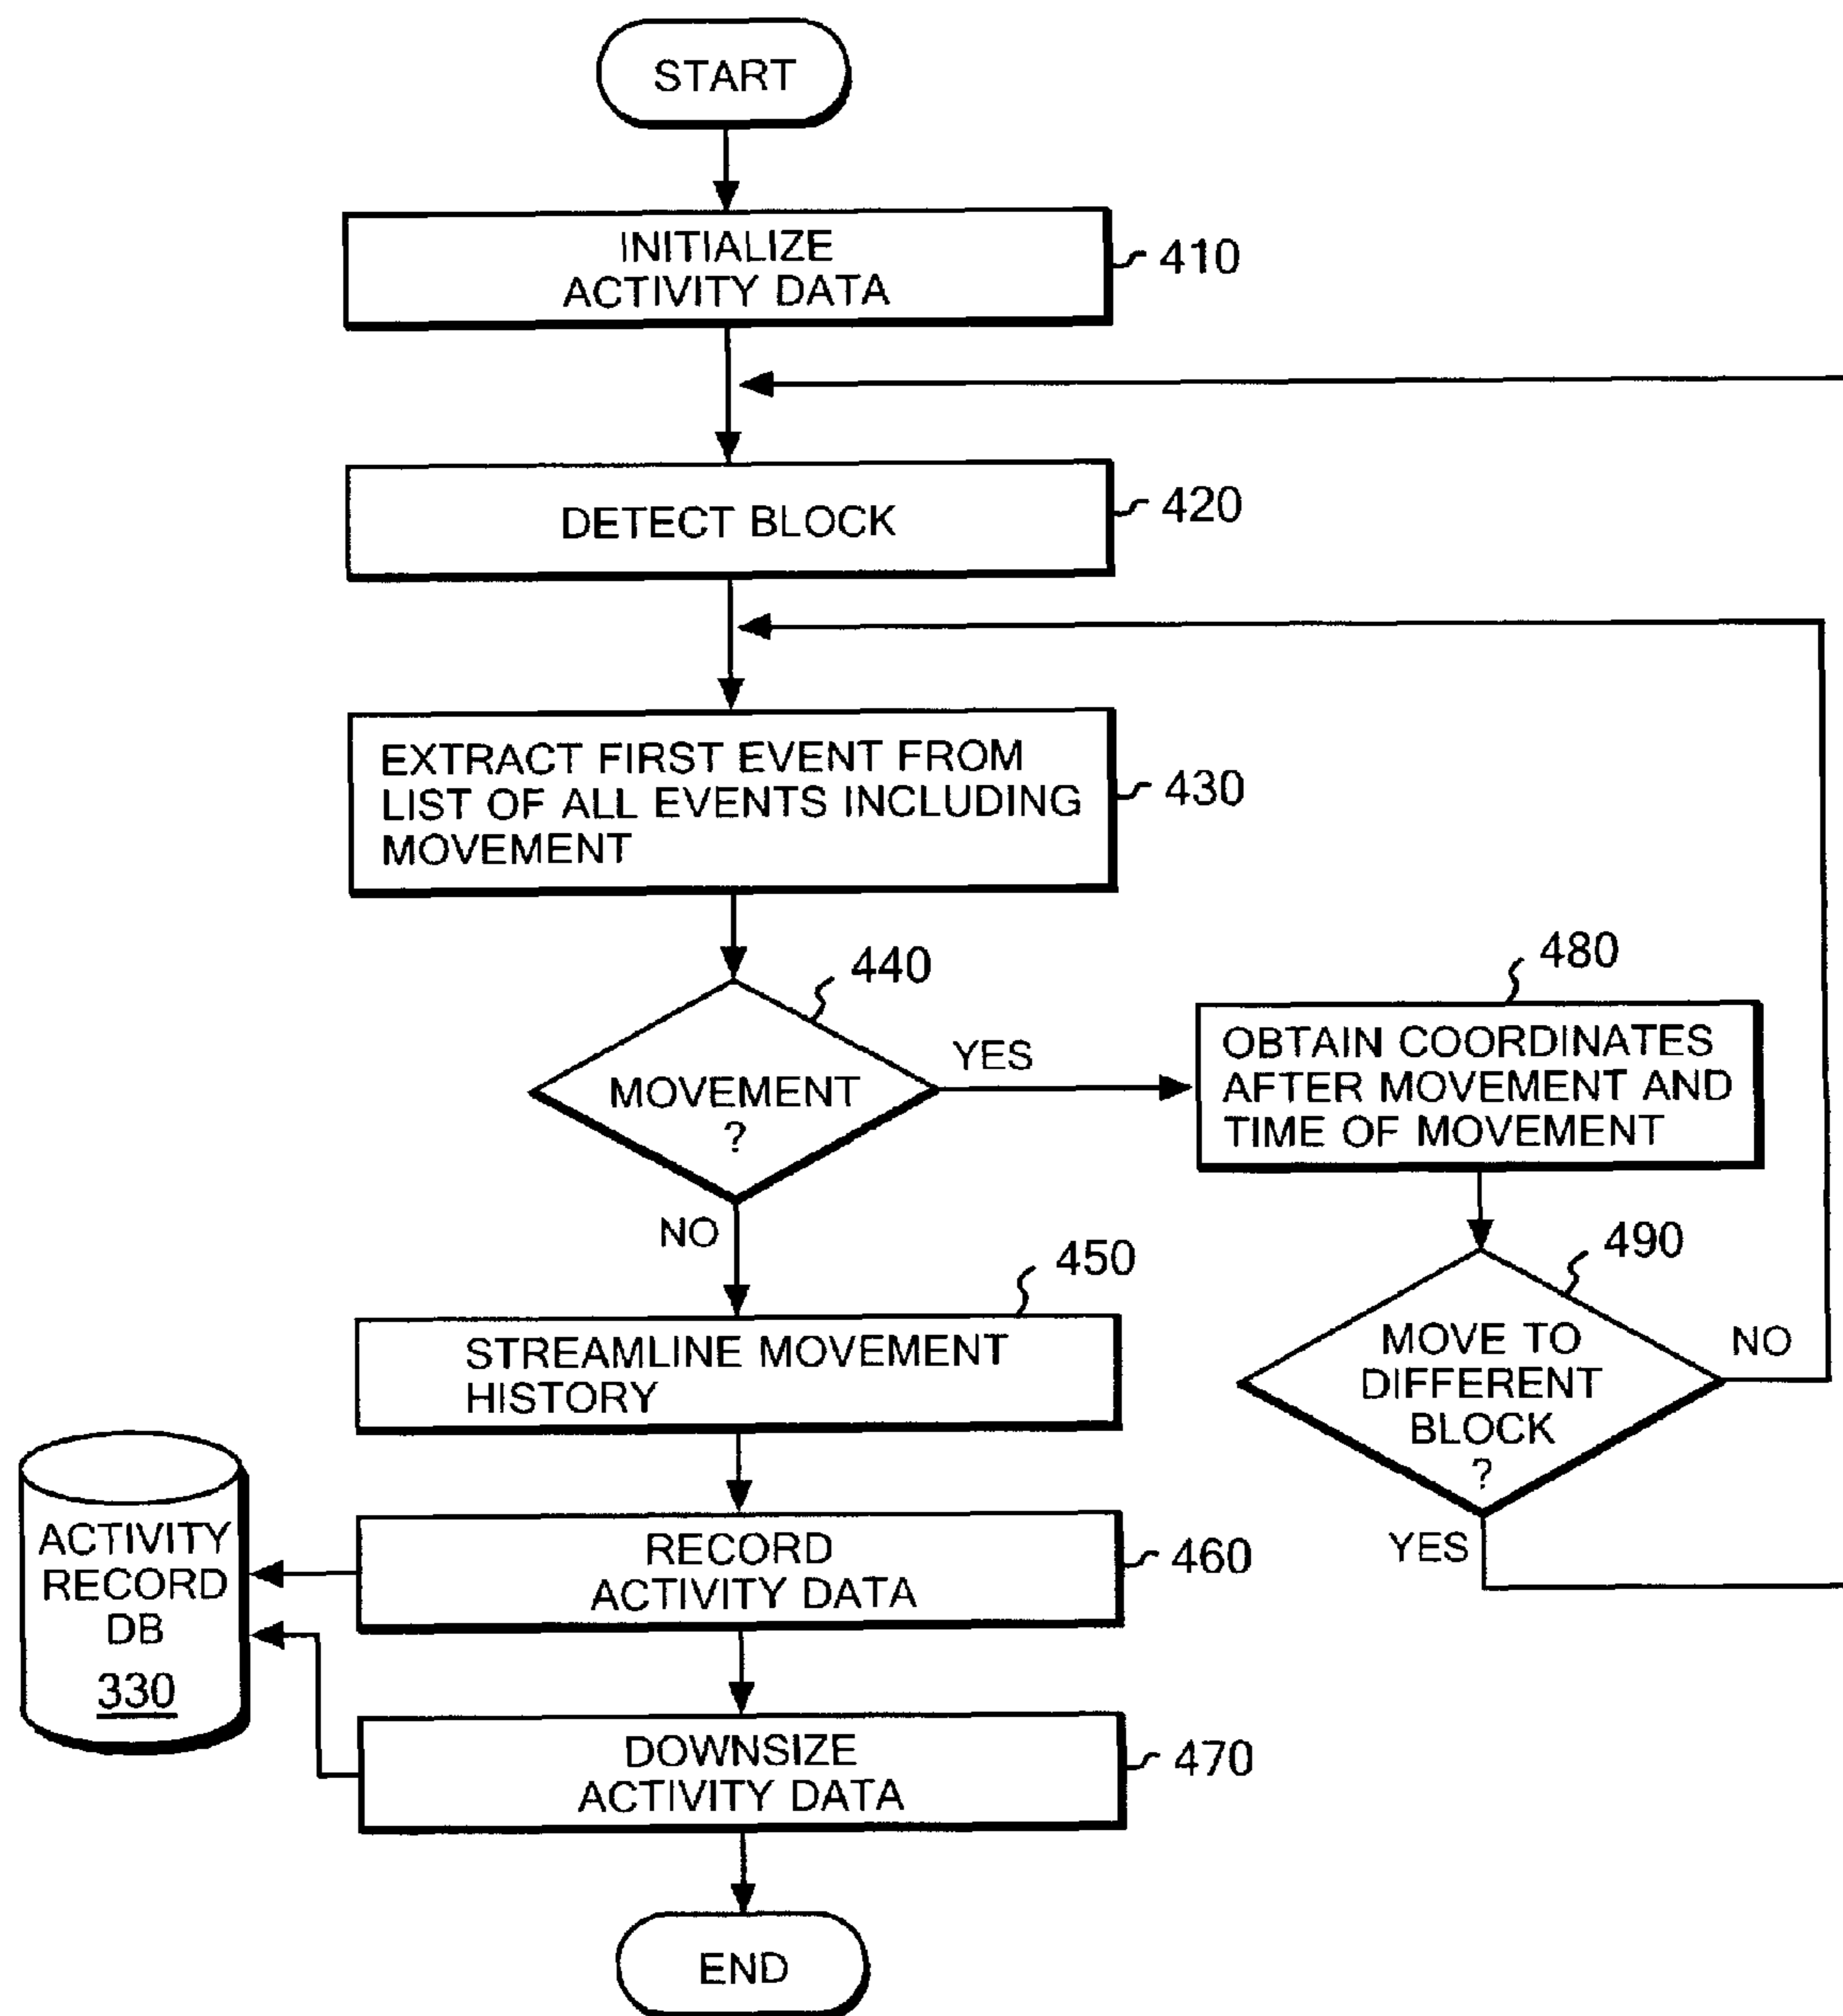 START
INITIALIZE
ACTIVITY DATA
410
DETECT BLOCK
420
EXTRACT FIRST EVENT FROM
LIST OF ALL EVENTS INCLUDING
MOVEMENT
430
440
MOVEMENT
?
YES
NO
480
OBTAIN COORDINATES
AFTER MOVEMENT AND
TIME OF MOVEMENT
490
MOVE TO
DIFFERENT
BLOCK
?
NO
YES
450
STREAMLINE MOVEMENT
HISTORY
ACTIVITY
RECORD
DB
330
RECORD
ACTIVITY DATA
460
DOWNSIZE
ACTIVITY DATA
470
END